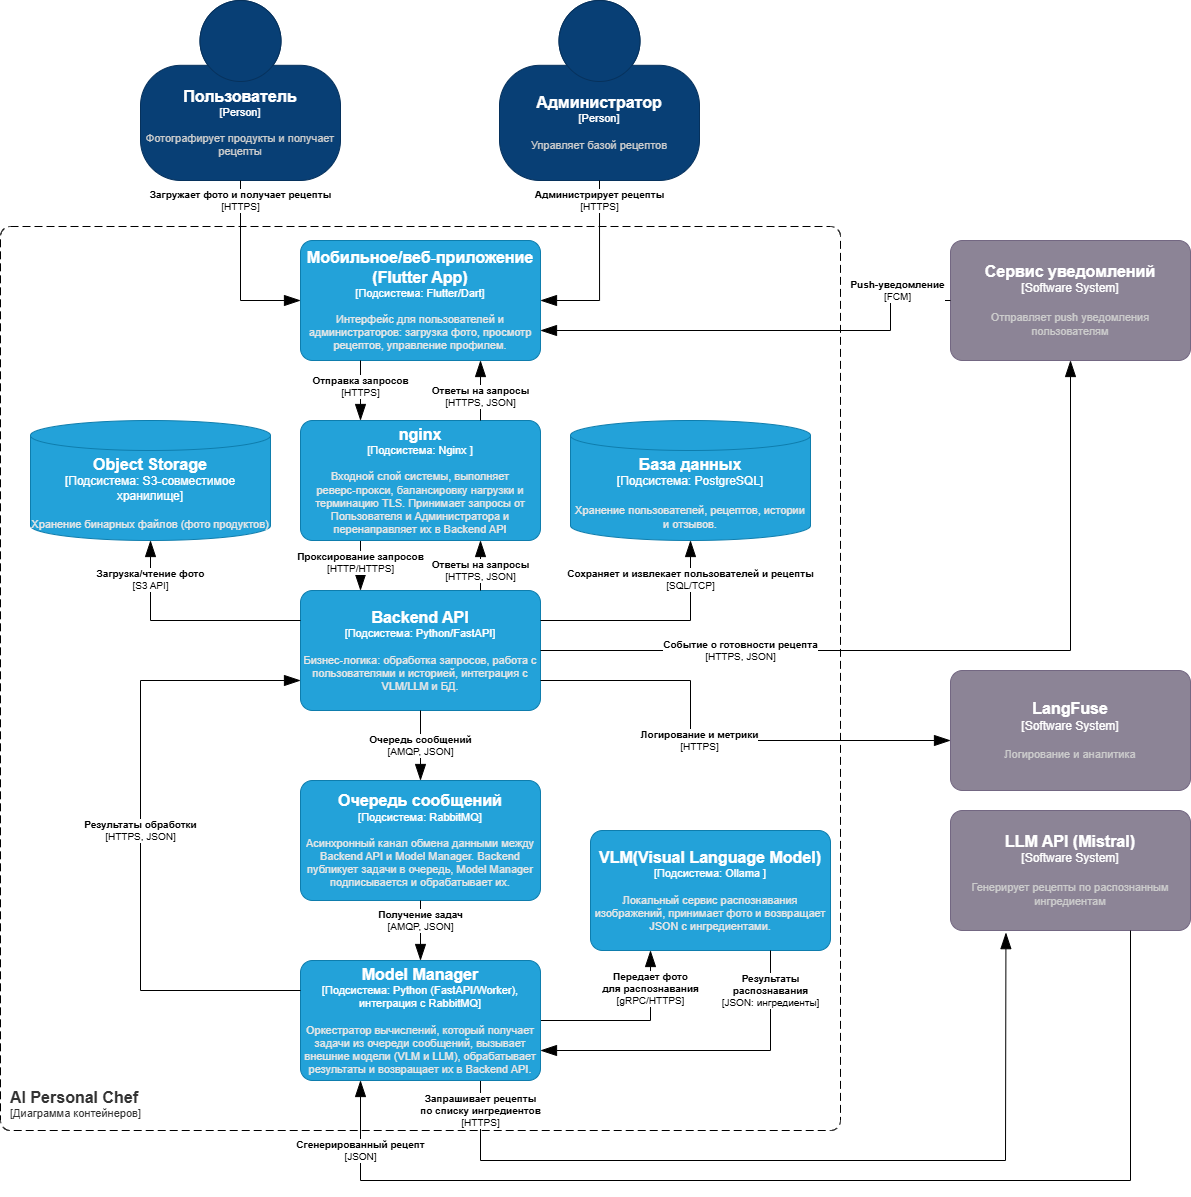 Пользователь
[Person]
Фотографирует продукты и получает
рецепты
Администратор
[Person]
Управляет базой рецептов
Загружает фото и получает рецепты
[HTTPS]
Администрирует рецепты
[HTTPS]
Мобильное/веб-приложение
(Flutter App)
[Подсистема: Flutter/Dart]
Интерфейс для пользователей и
администраторов: загрузка фото, просмотр
рецептов, управление профилем.
Push-уведомление
[FCM]
Сервис уведомлений
[Software System]
Отправляет push уведомления
пользователям
Отправка запросов
[HTTPS]
Ответы на запросы
[HTTPS, JSON]
Object Storage
[Подсистема: S3-совместимое
хранилище]
Хранение бинарных файлов (фото продуктов)
nginx
[Подсистема: Nginx ]
Входной слой системы, выполняет
реверс-прокси, балансировку нагрузки и
терминацию TLS. Принимает запросы от
Пользователя и Администратора и
перенаправляет их в Backend API
База данных
[Подсистема: PostgreSQL]
Хранение пользователей, рецептов, истории
и отзывов.
Загрузка/чтение фото
[S3 API]
Проксирование запросов
[HTTP/HTTPS]
Ответы на запросы
[HTTPS, JSON]
Сохраняет и извлекает пользователей и рецепты
[SQL/TCP]
Backend API
[Подсистема: Python/FastAPI]
Бизнес-логика: обработка запросов, работа с
пользователями и историей, интеграция с
VLM/LLM и БД.
Событие о готовности рецепта
[HTTPS, JSON]
Логирование и метрики
[HTTPS]
LangFuse
[Software System]
Логирование и аналитика
Очередь сообщений
[AMQP, JSON]
Очередь сообщений
[Подсистема: RabbitMQ]
Асинхронный канал обмена данными между
Backend API и Model Manager. Backend
публикует задачи в очередь, Model Manager
подписывается и обрабатывает их.
Результаты обработки
[HTTPS, JSON]
VLM(Visual Language Model)
[Подсистема: Ollama ]
Локальный сервис распознавания
изображений, принимает фото и возвращает
JSON с ингредиентами.
LLM API (Mistral)
[Software System]
Генерирует рецепты по распознанным
ингредиентам
Получение задач
[AMQP, JSON]
Model Manager
[Подсистема: Python (FastAPI/Worker),
интеграция с RabbitMQ]
Оркестратор вычислений, который получает
задачи из очереди сообщений, вызывает
внешние модели (VLM и LLM), обрабатывает
результаты и возвращает их в Backend API.
Передает фото
для распознавания
[gRPC/HTTPS]
Результаты
распознавания
[JSON: ингредиенты]
AI Personal Chef
[Диаграмма контейнеров]
Запрашивает рецепты
по списку ингредиентов
[HTTPS]
Сгенерированный рецепт
[JSON]